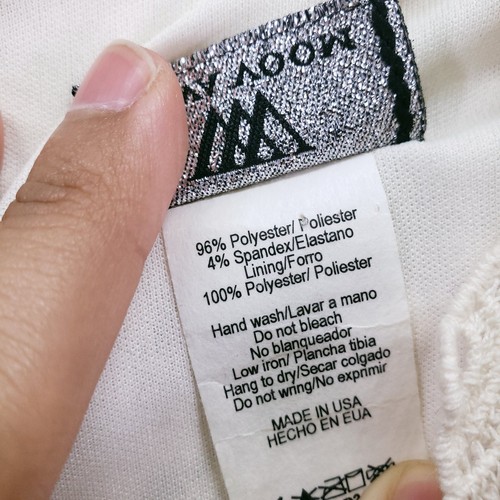 MOOV
96% Polyester/ Poliester
4% Spandex/Elastano
Lining/Forro
100% Polyester/ Poliester
Hand wash/Lavar a mano
Do not bleach
No blanqueador
Low iron/ Plancha tibia
Hang to dry/Secar colgado
Do not wring/No exprimir
MADE IN USA
HECHO EN EUA